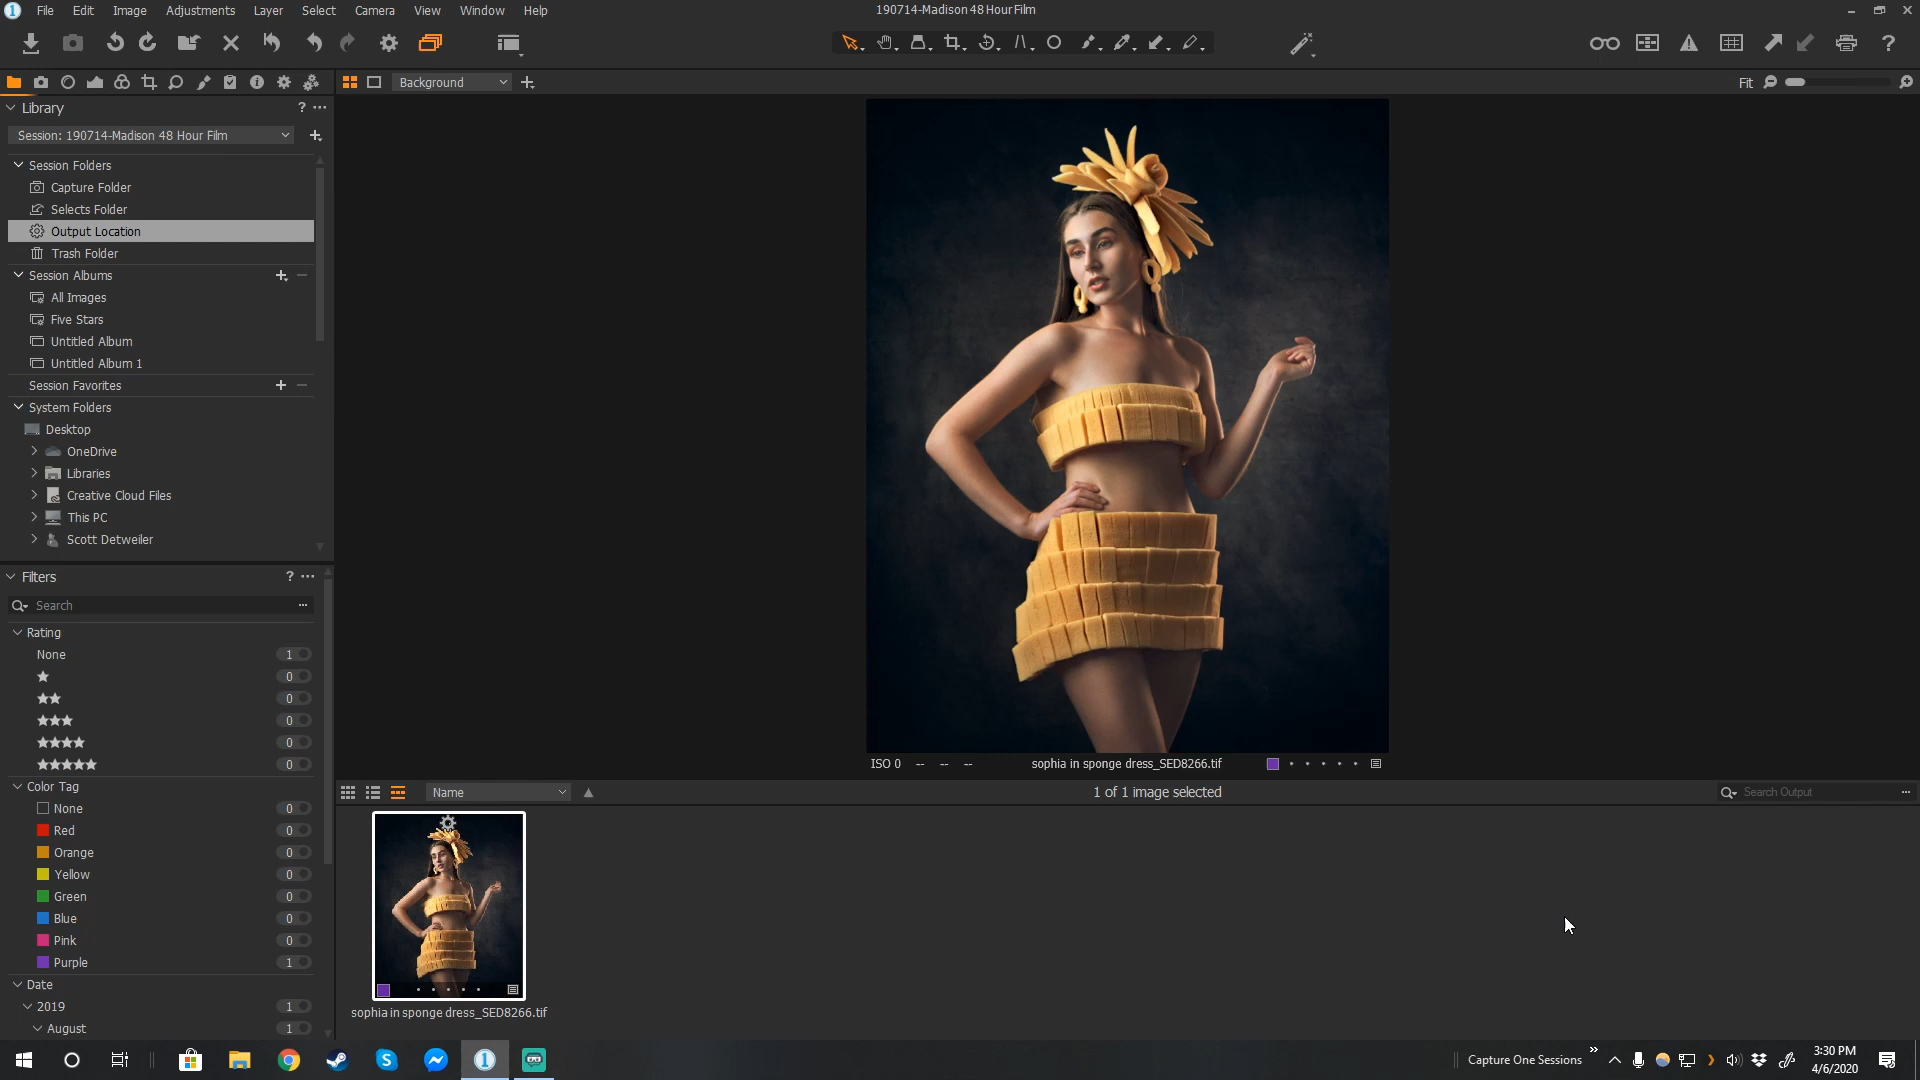 File Edit Image Adjustments Layer Select Camera View Window Help
190714-Madison 48 Hour Film
Background
Fit
Library
Session: 190714-Madison 48 Hour Film
Session Folders
Capture Folder
Selects Folder
Output Location
Trash Folder
Session Albums
All Images
Five Stars
Untitled Album
Untitled Album 1
Session Favorites
System Folders
Desktop
OneDrive
Libraries
Creative Cloud Files
This PC
Scott Detweiler
Filters
Search
Rating
None 1
0
0
0
0
0
Color Tag
None 0
Red 0
Orange 0
Yellow 0
Green 0
Blue 0
Pink 0
Purple 1
Date
2019 1
August 1
ISO 0 -- -- --
sophia in sponge dress_SED8266.tif
Name
1 of 1 image selected
Search Output
sophia in sponge dress_SED8266.tif
Capture One Sessions
3:30 PM
4/6/2020